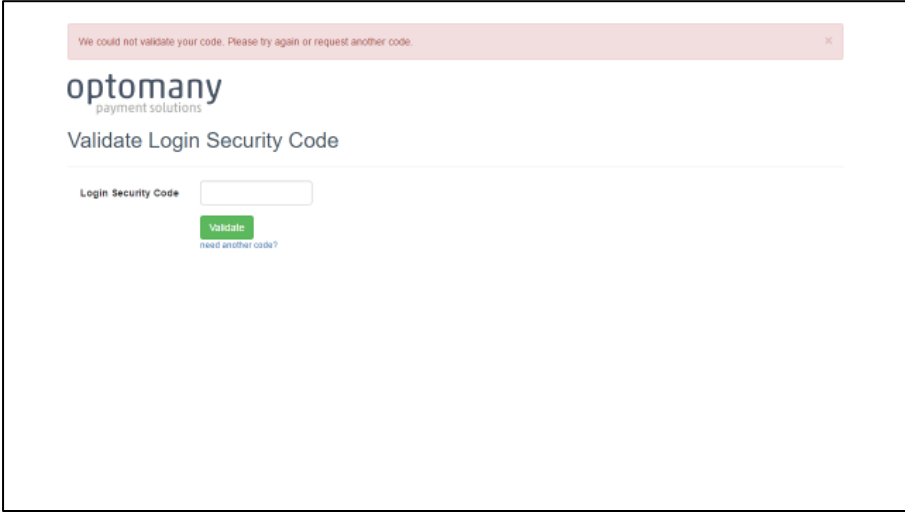 We could not validate your code. Please try again or request another code.
×
optomany
payment solutions
Validate Login Security Code
Login Security Code
Validate
need another code?